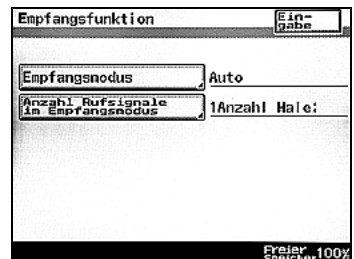 Empfangsfunktion
Ein-
gabe
Empfangsmodus
Auto
Anzahl Rufsignale
im Empfangsmodus
1Anzahl Male:
Freier
Speicher 100%